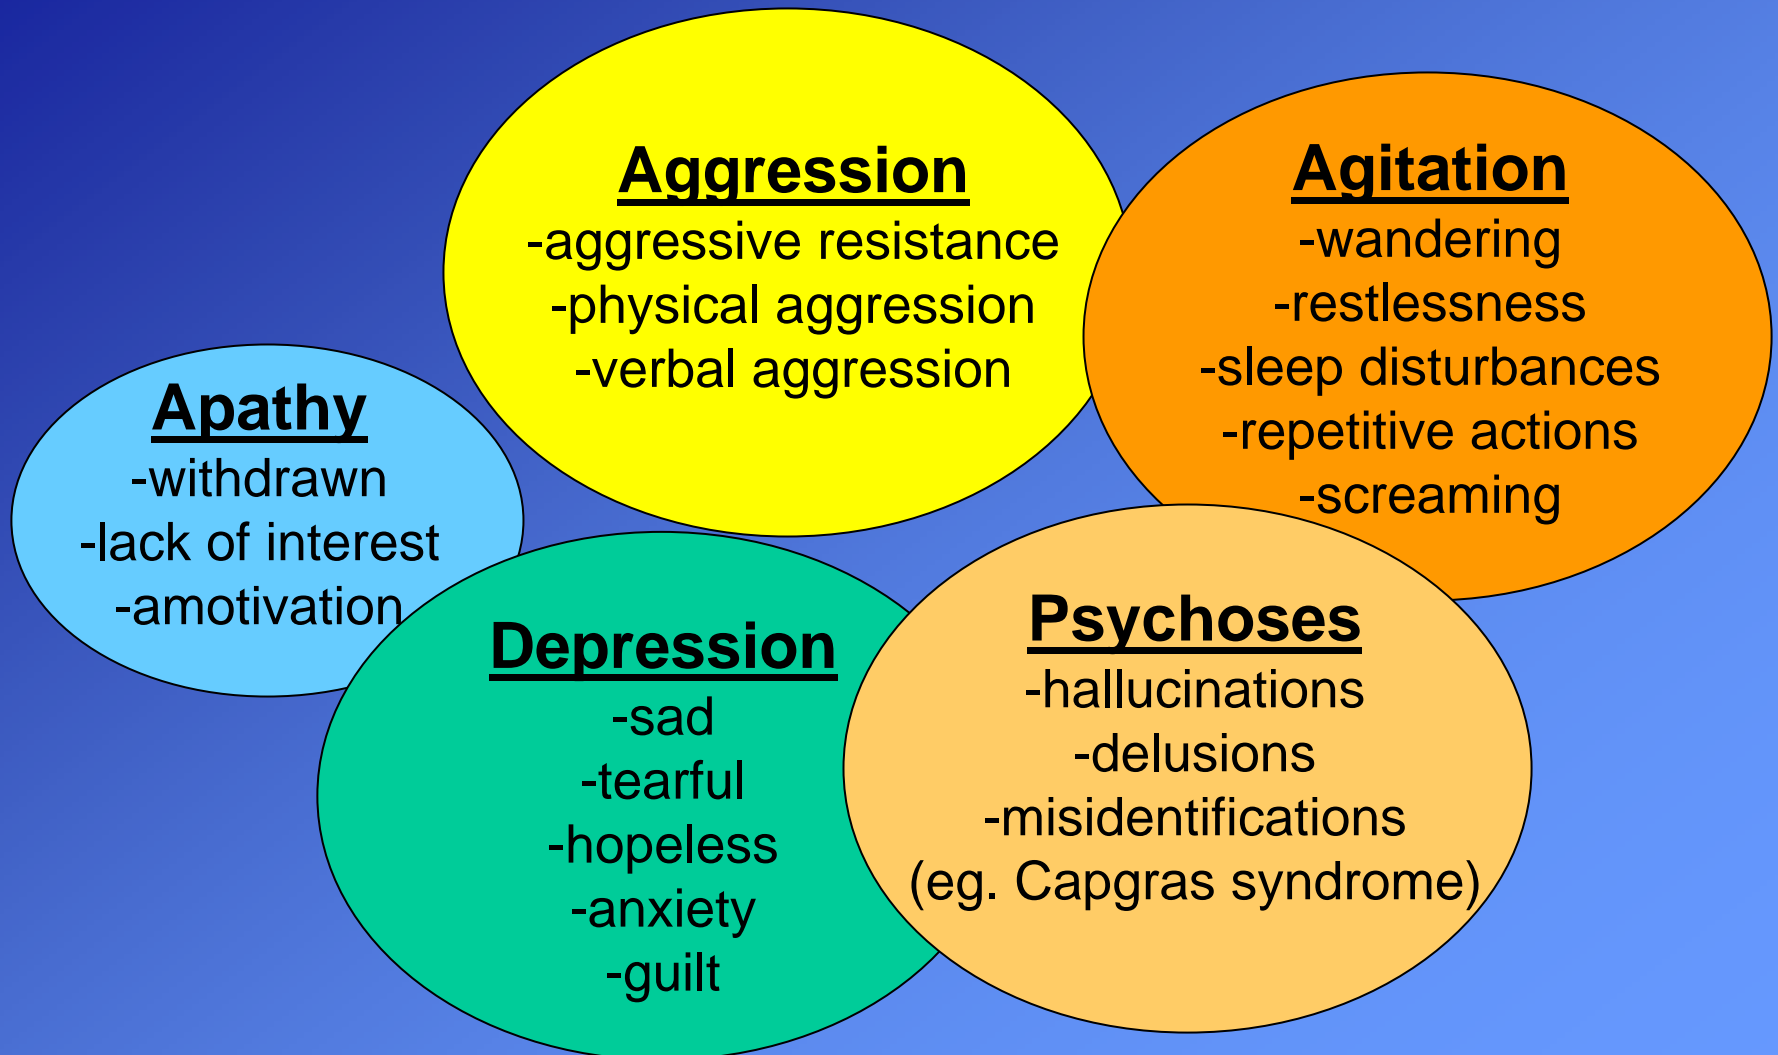 Aggression
-aggressive resistance
-physical aggression
-verbal aggression
Agitation
-wandering
-restlessness
-sleep disturbances
-repetitive actions
-screaming
Apathy
-withdrawn
-lack of interest
-amotivation
Depression
-sad
-tearful
-hopeless
-anxiety
-guilt
Psychoses
-hallucinations
-delusions
-misidentifications
(eg. Capgras syndrome)